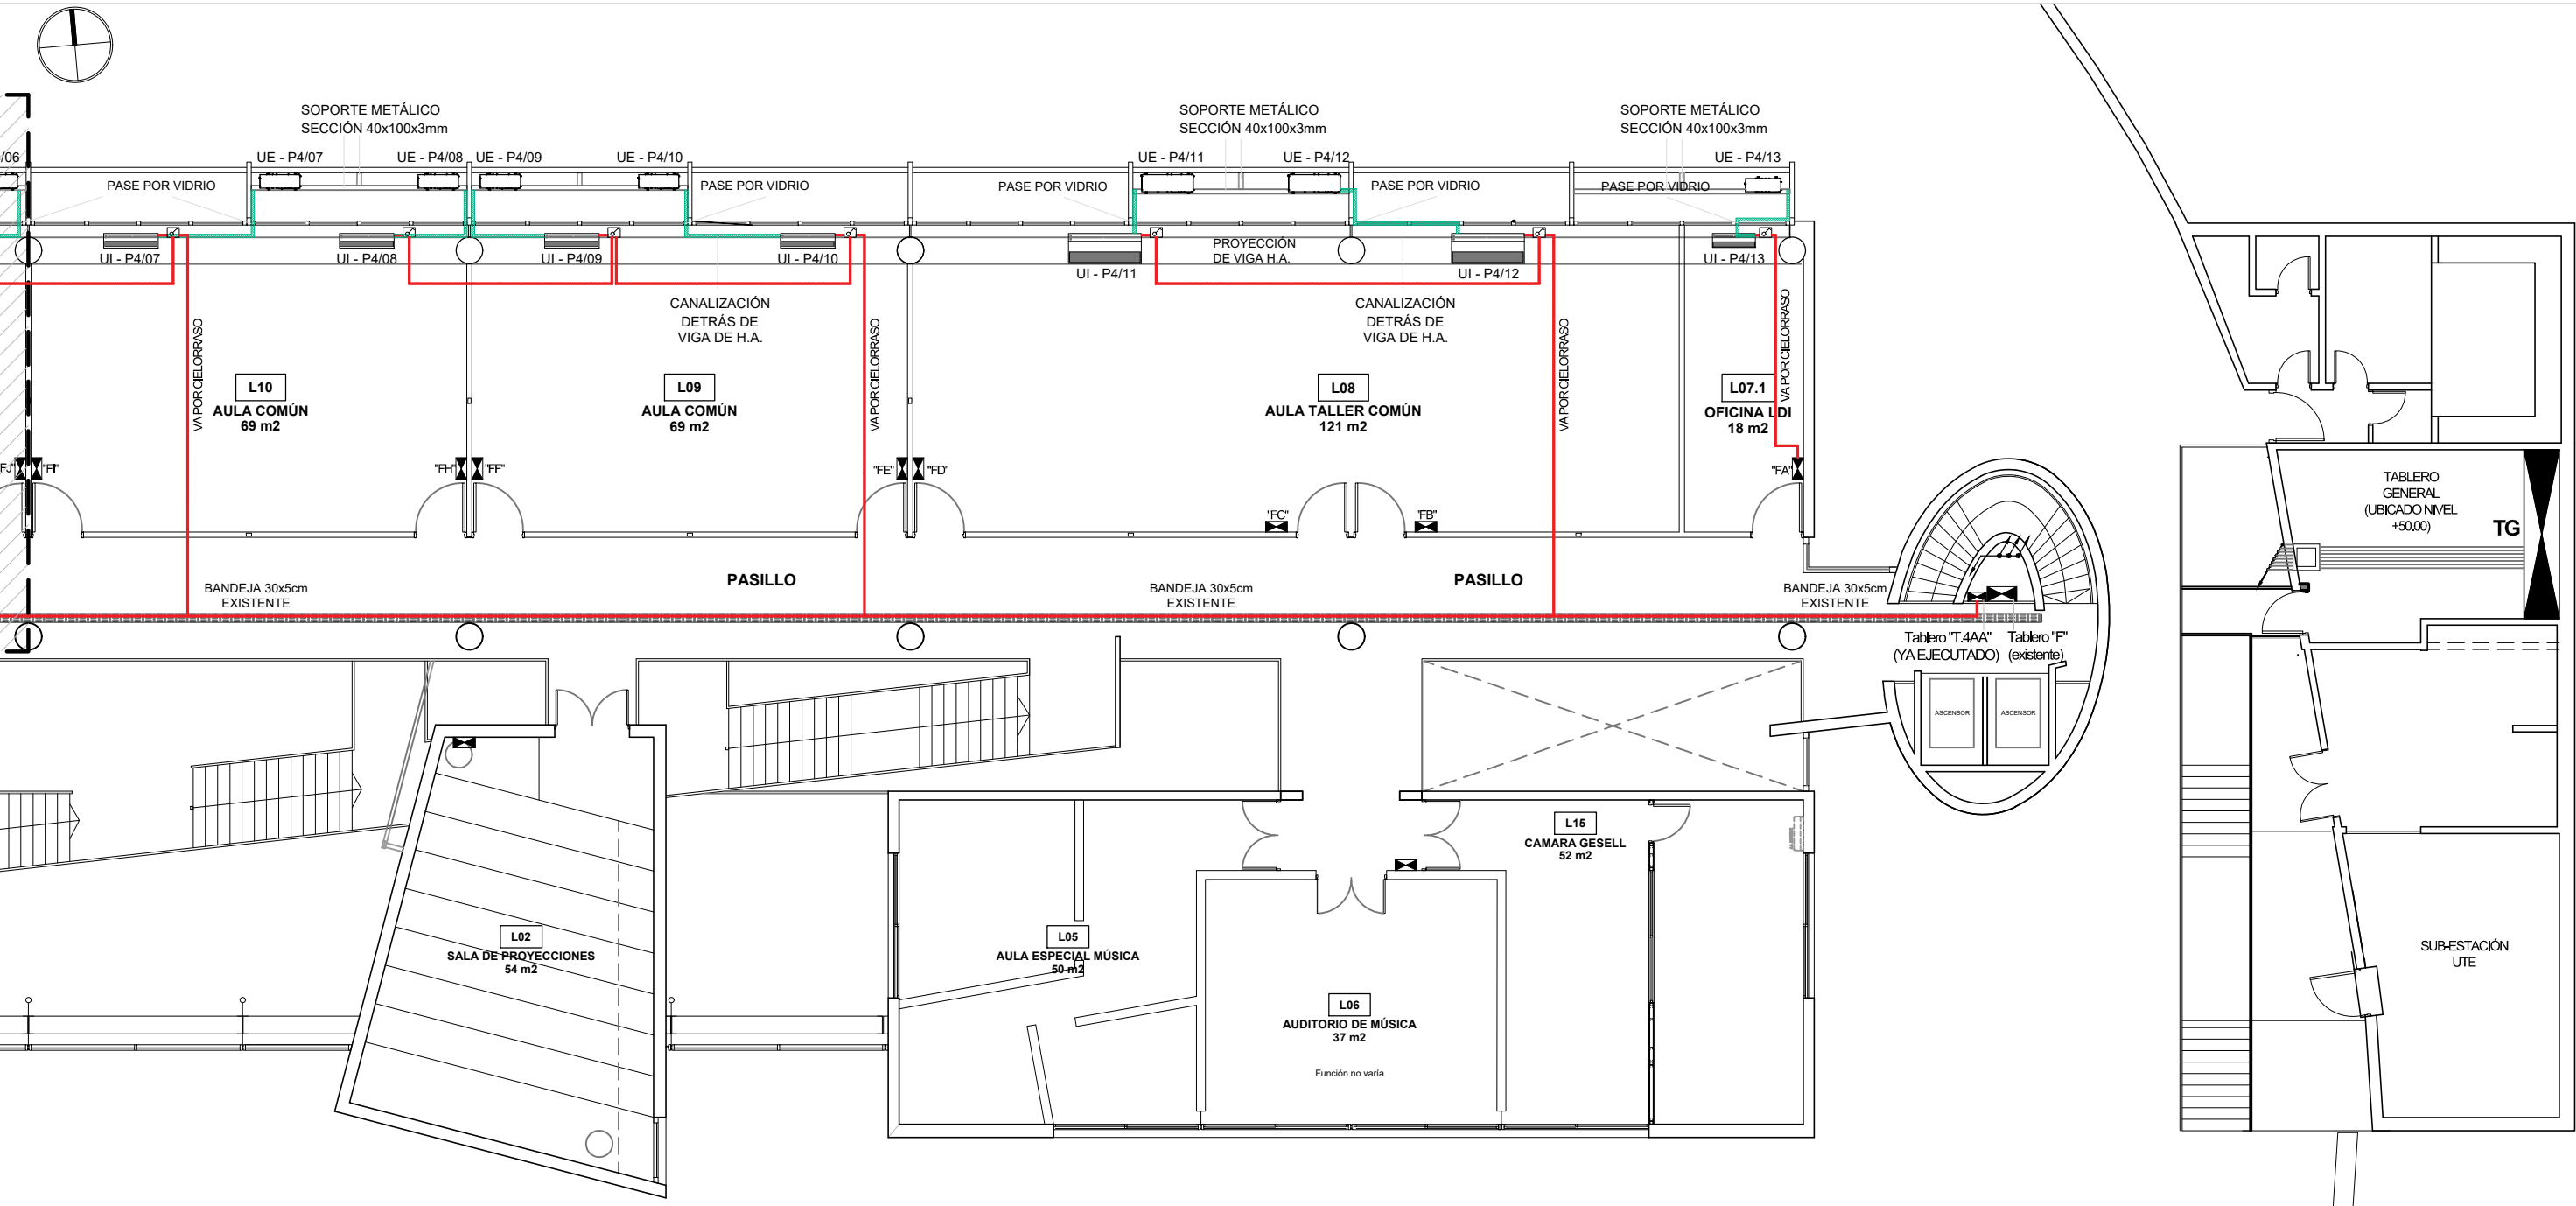 SOPORTE METÁLICO
SECCIÓN 40x100x3mm
SOPORTE METÁLICO
SECCIÓN 40x100x3mm
SOPORTE METÁLICO
SECCIÓN 40x100x3mm
/06
UE - P4/07
UE - P4/08
UE - P4/09
UE - P4/10
UE - P4/11
UE - P4/12
UE - P4/13
PASE POR VIDRIO
PASE POR VIDRIO
PASE POR VIDRIO
PASE POR VIDRIO
PASE POR VIDRIO
UI - P4/07
UI - P4/08
UI - P4/09
UI - P4/10
UI - P4/11
PROYECCIÓN
DE VIGA H.A.
UI - P4/12
UI - P4/13
CANALIZACIÓN
DETRÁS DE
VIGA DE H.A.
CANALIZACIÓN
DETRÁS DE
VIGA DE H.A.
VA POR CIELORRASO
VA POR CIELORRASO
VA POR CIELORRASO
VA POR CIELORRASO
L10
AULA COMÚN
69 m2
L09
AULA COMÚN
69 m2
L08
AULA TALLER COMÚN
121 m2
L07.1
OFICINA LDI
18 m2
FJ"
"FI"
"FH"
"FF"
"FE"
"FD"
"FC"
"FB"
"FA"
TABLERO
GENERAL
(UBICADO NIVEL
+50.00)
TG
PASILLO
PASILLO
BANDEJA 30x5cm
EXISTENTE
BANDEJA 30x5cm
EXISTENTE
BANDEJA 30x5cm
EXISTENTE
Tablero "T.4AA"
(YA EJECUTADO)
Tablero "F"
(existente)
ASCENSOR
ASCENSOR
L15
CAMARA GESELL
52 m2
L02
SALA DE PROYECCIONES
54 m2
L05
AULA ESPECIAL MÚSICA
50 m2
L06
AUDITORIO DE MÚSICA
37 m2
Función no varía
SUB-ESTACIÓN
UTE